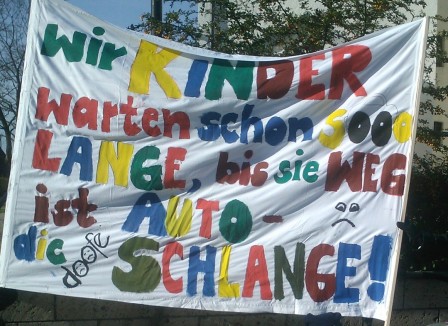 Wir KINDER
warten schon sooo
LANGE, bis sie WEG
ist AUTO-
die doofe SCHLANGE!